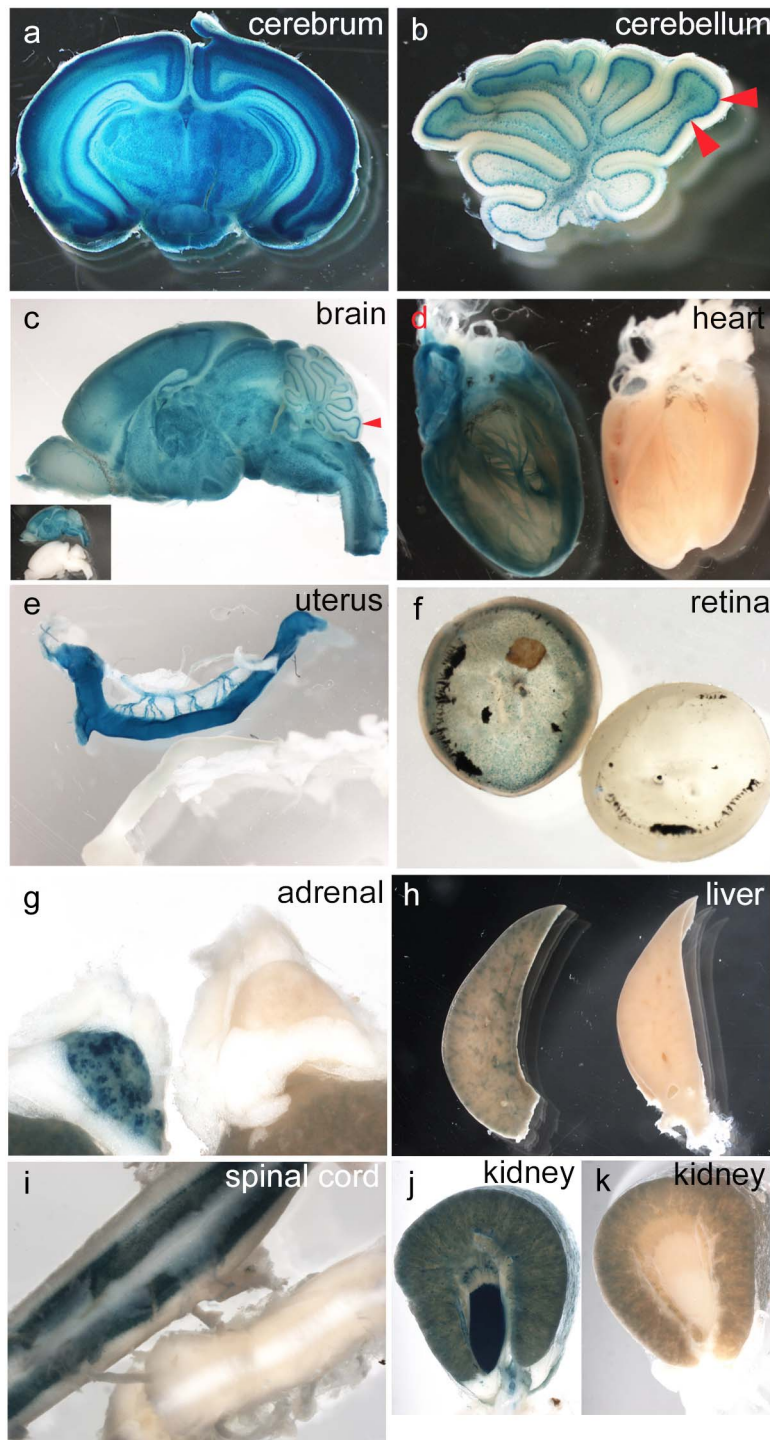 a cerebrum
b cerebellum
c brain
d heart
e uterus
f retina
g adrenal
h liver
i spinal cord
j kidney
k kidney